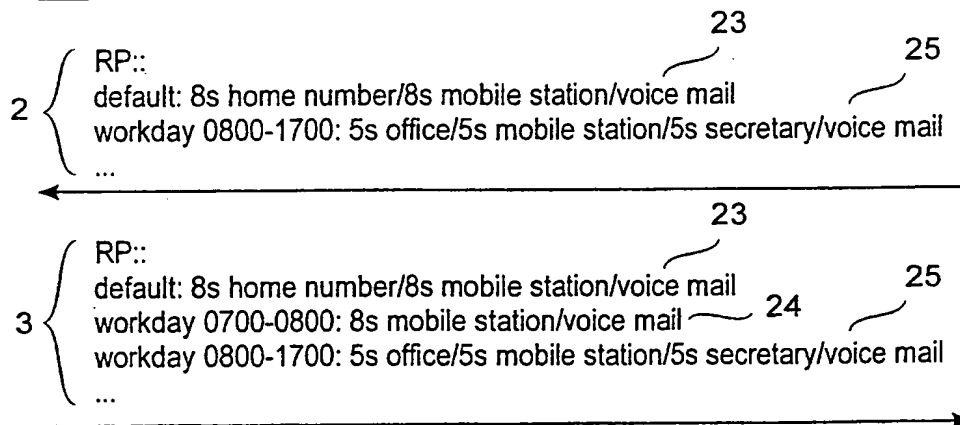 23
25
2
RP::
default: 8s home number/8s mobile station/voice mail
workday 0800-1700: 5s office/5s mobile station/5s secretary/voice mail
...
23
25
3
RP::
default: 8s home number/8s mobile station/voice mail
workday 0700-0800: 8s mobile station/voice mail 24
workday 0800-1700: 5s office/5s mobile station/5s secretary/voice mail
...